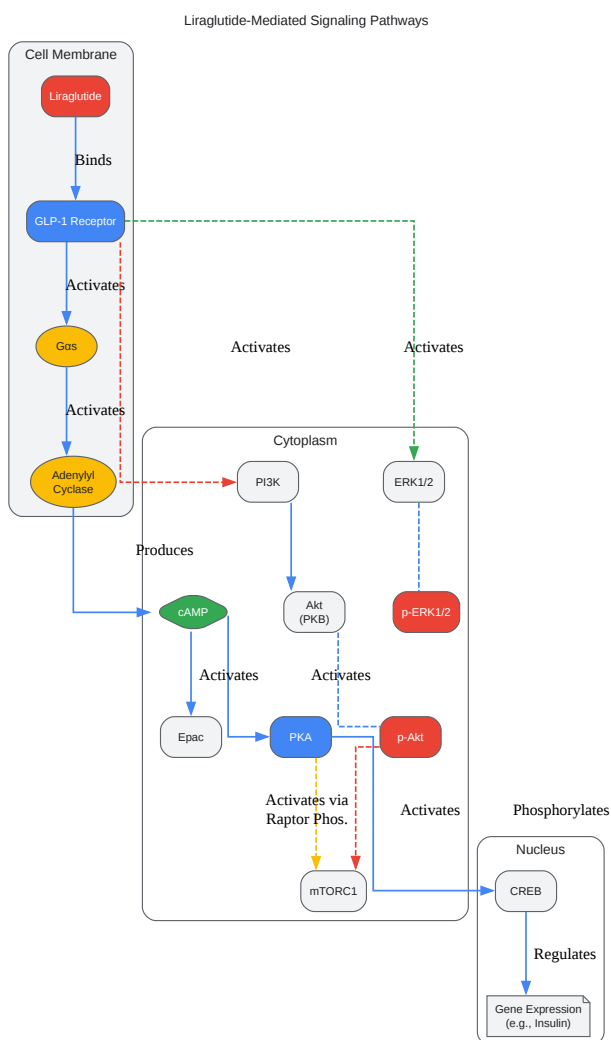 Liraglutide-Mediated Signaling Pathways
Cell Membrane
Liraglutide
Binds
GLP-1 Receptor
Activates
Gαs
Activates
Activates
Activates
Cytoplasm
Adenylyl
Cyclase
PI3K
ERK1/2
Produces
cAMP
Akt
(PKB)
p-ERK1/2
Activates
Activates
Epac
PKA
p-Akt
Activates via
Raptor Phos.
Activates
Phosphorylates
Nucleus
mTORC1
CREB
Regulates
Gene Expression
(e.g., Insulin)